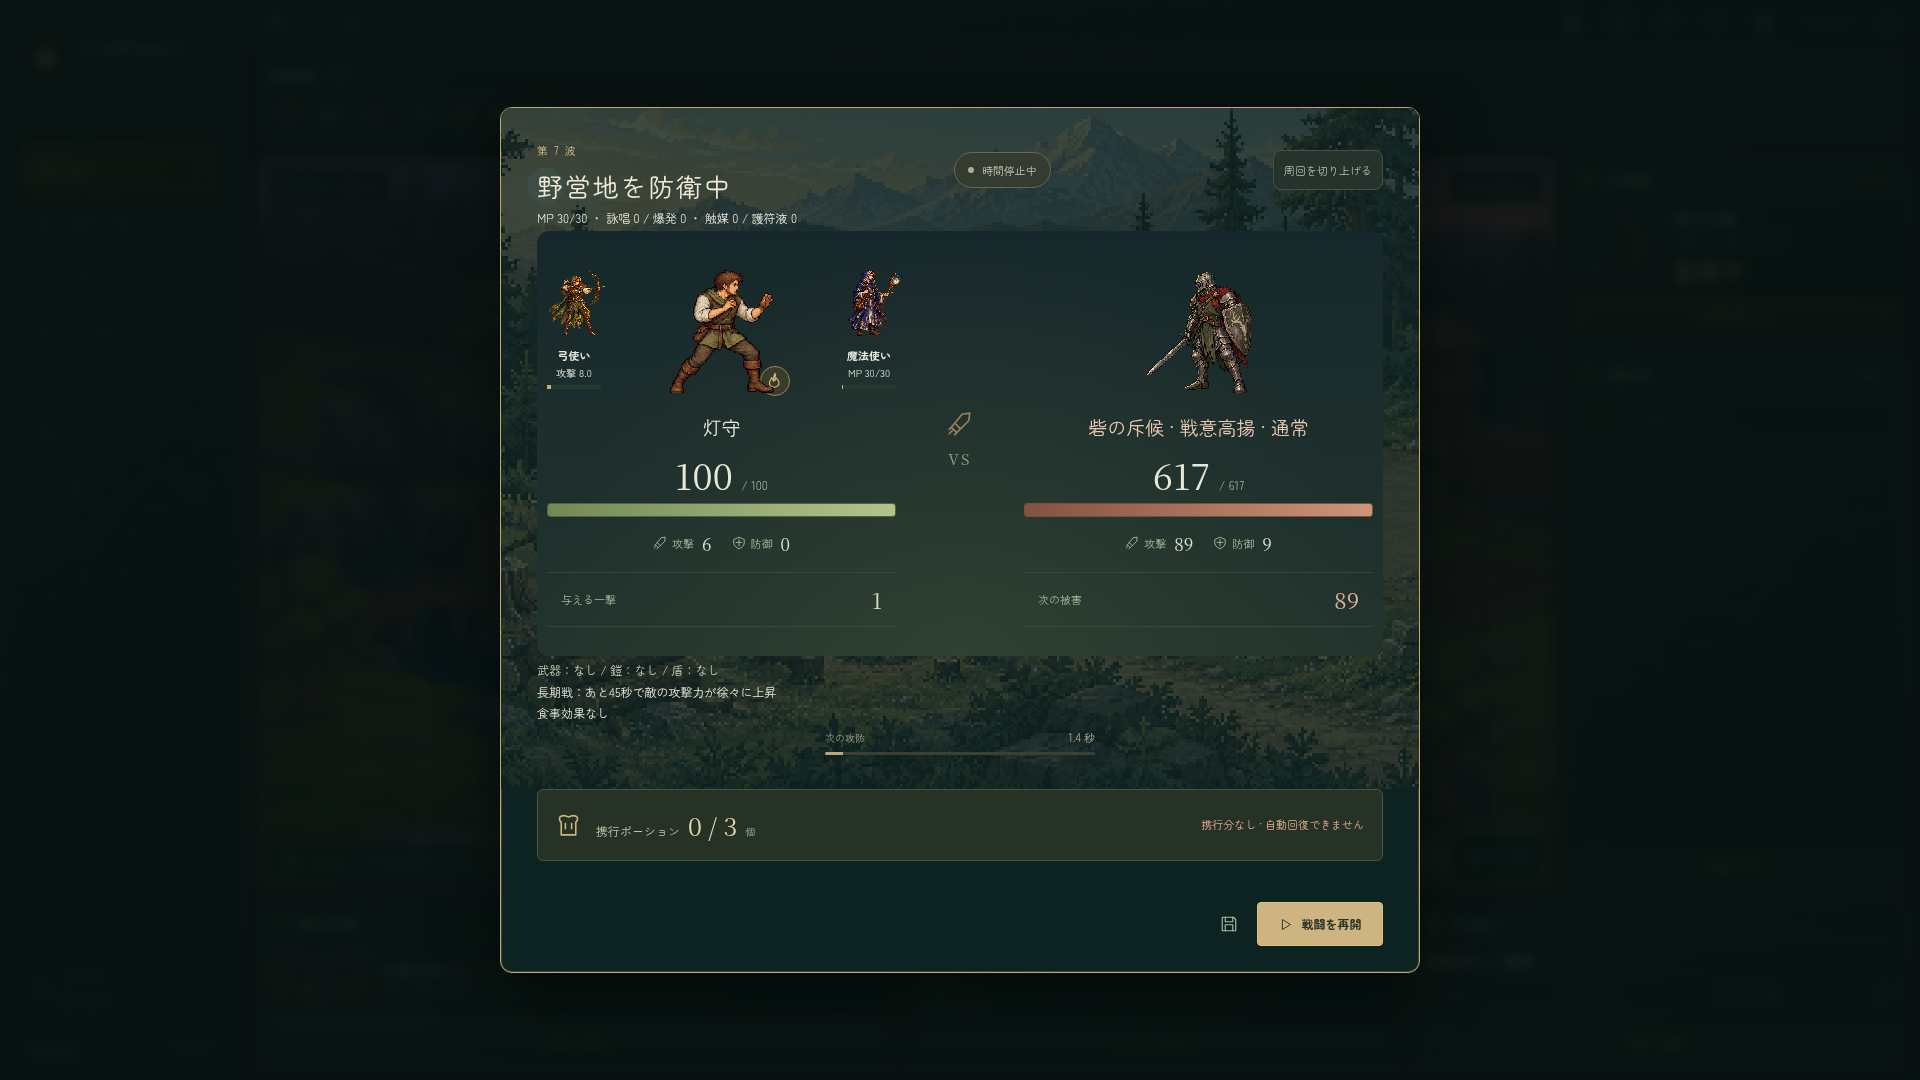 第 7 波
野営地を防衛中
時間停止中
周回を切り上げる
MP 30/30 ・ 詠唱 0 / 爆発 0 ・ 触媒 0 / 護符液 0
弓使い
攻撃 8.0
魔法使い
MP 30/30
灯守
100 / 100
攻撃 6 防御 0
与える一撃 1
VS
砦の斥候 · 戦意高揚 · 通常
617 / 617
攻撃 89 防御 9
次の被害 89
武器：なし / 鎧：なし / 盾：なし
長期戦：あと45秒で敵の攻撃力が徐々に上昇
食事効果なし
次の攻防 1.4 秒
携行ポーション 0 / 3 個
携行分なし · 自動回復できません
戦闘を再開